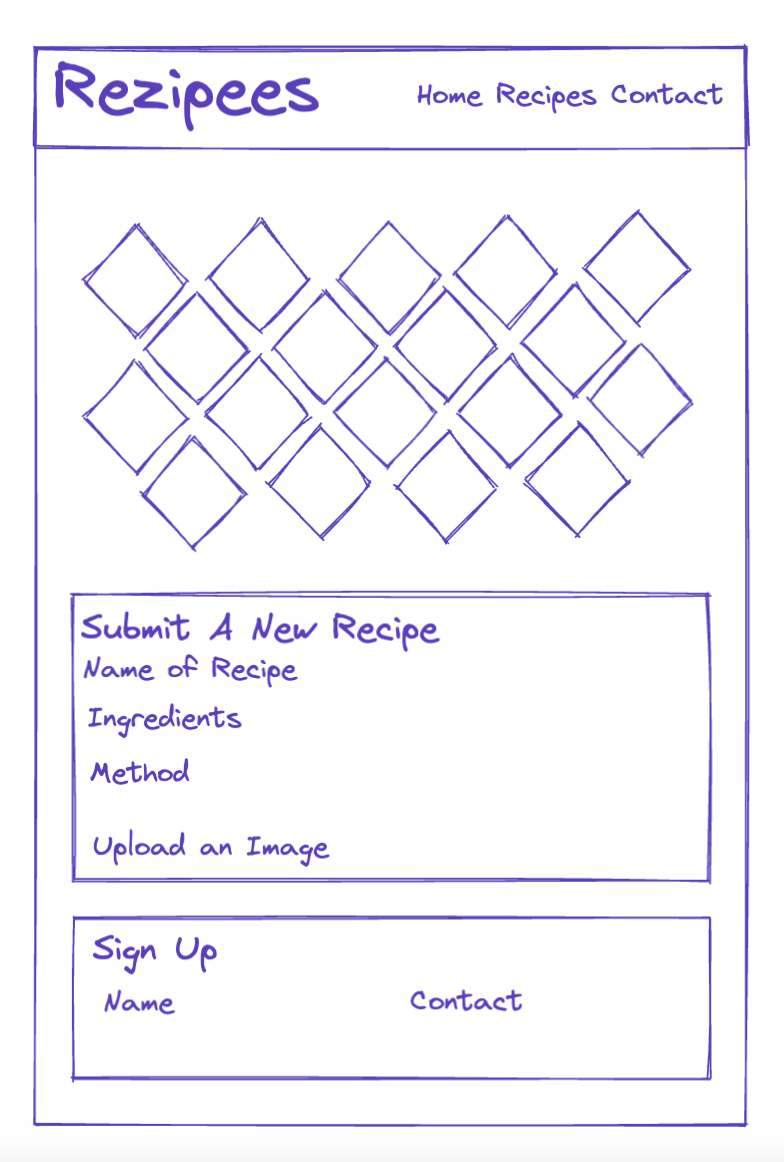 Rezipees
Home Recipes Contact
Submit A New Recipe
Name of Recipe
Ingredients
Method
Upload an Image
Sign Up
Name Contact